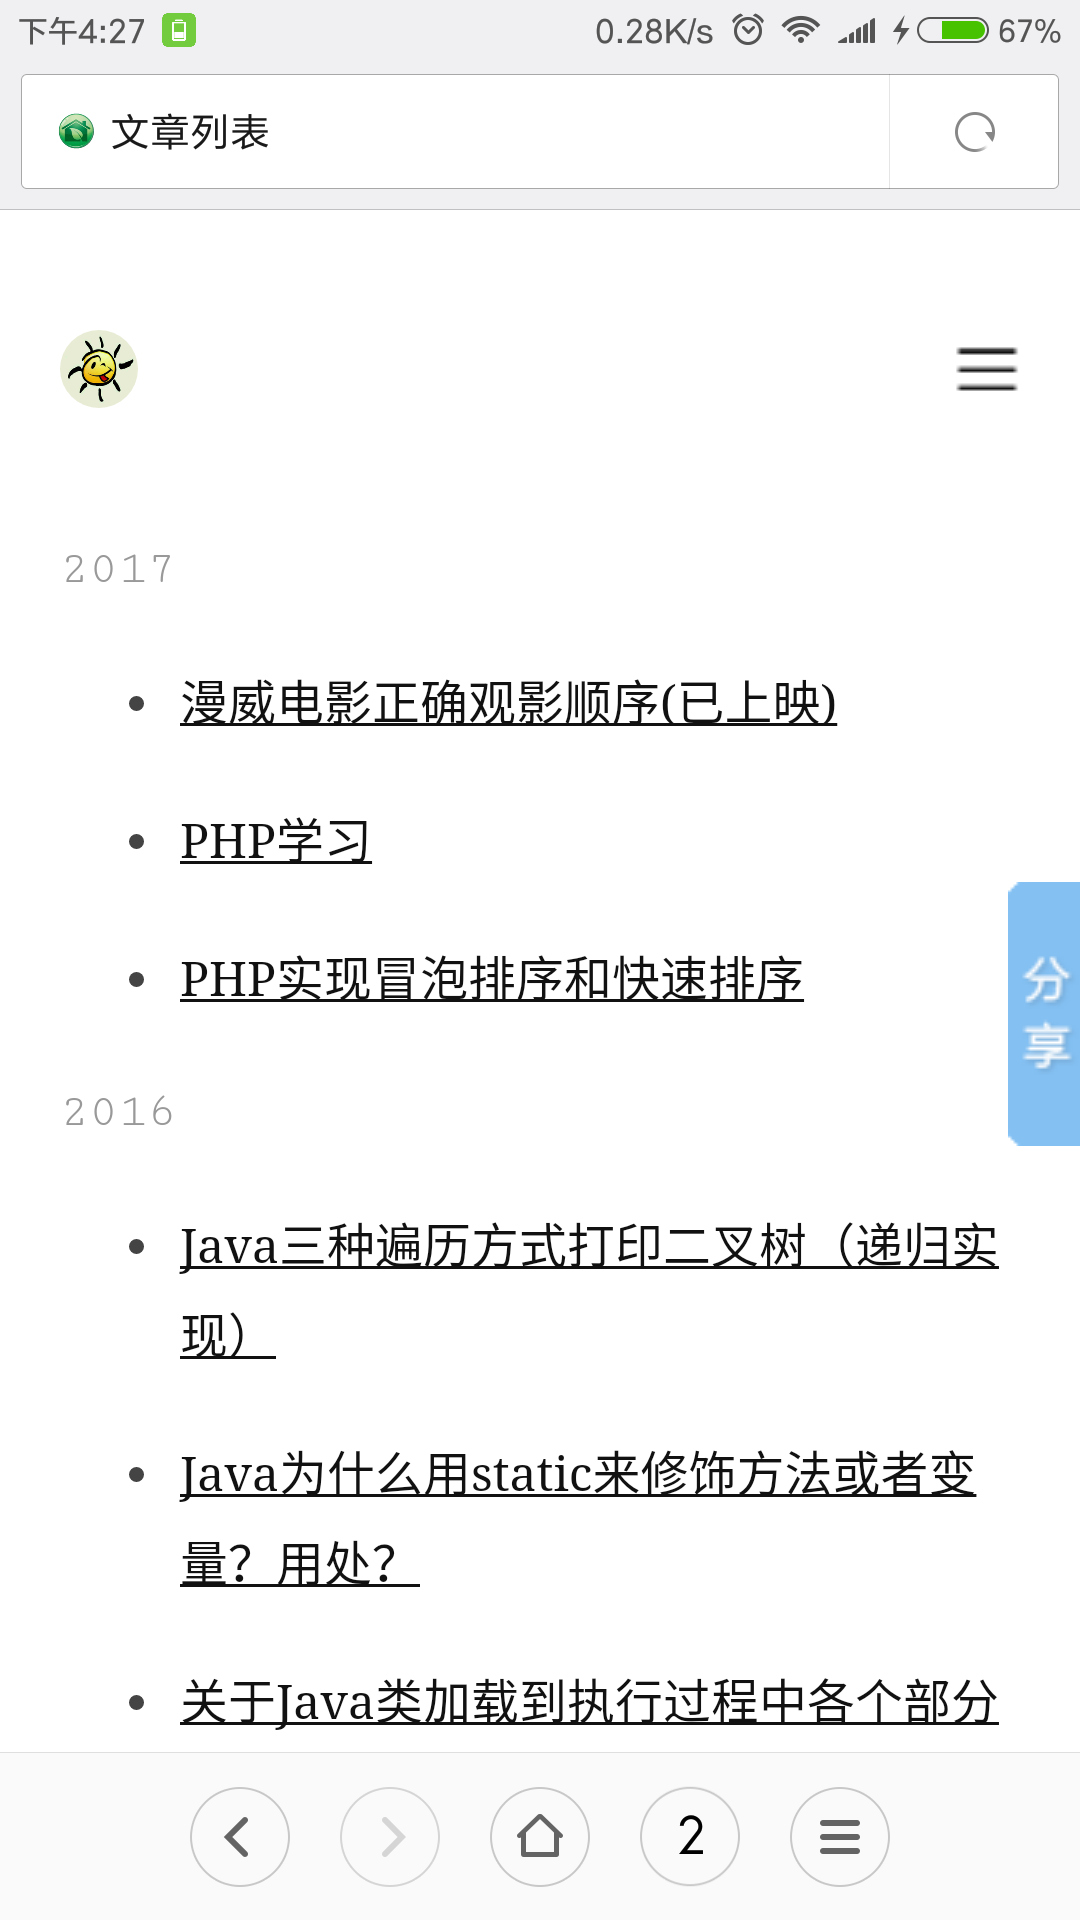 下午4:27 0.28K/s 67%
文章列表
2017
漫威电影正确观影顺序(已上映)
PHP学习
PHP实现冒泡排序和快速排序
分
享
2016
Java三种遍历方式打印二叉树（递归实
现）
Java为什么用static来修饰方法或者变
量？用处？
关于Java类加载到执行过程中各个部分
2